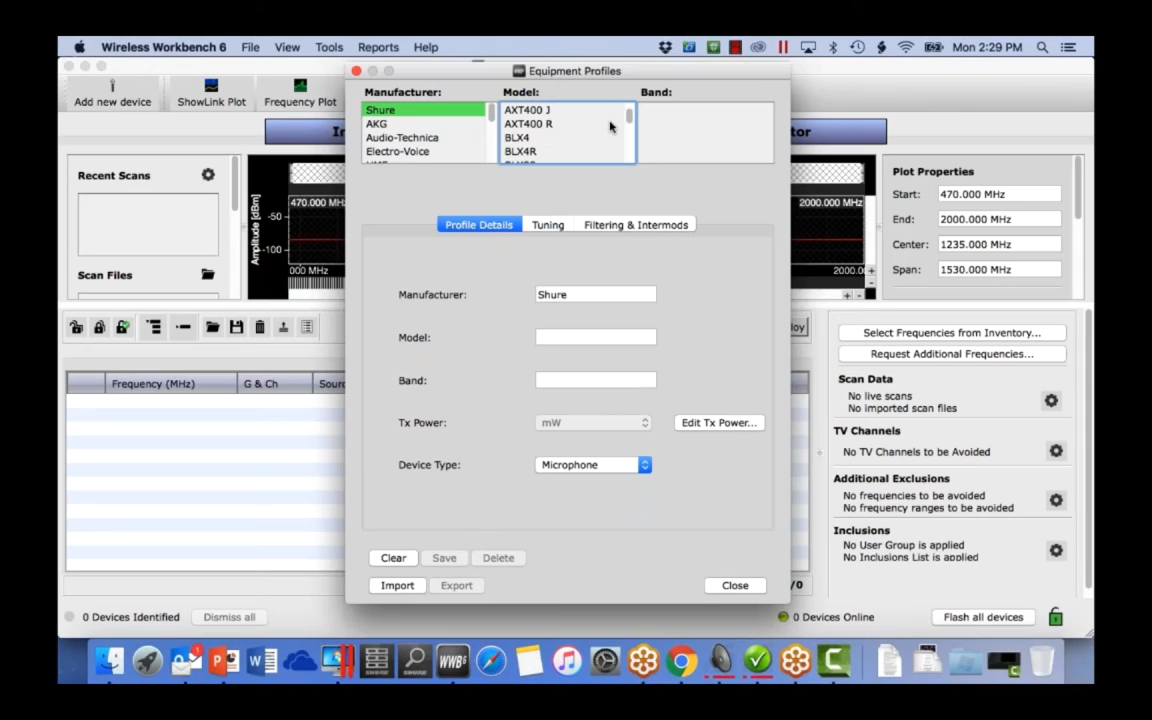 Wireless Workbench 6 File View Tools Reports Help Mon 2:29 PM
Equipment Profiles
Add new device ShowLink Plot Frequency Plot
Manufacturer: Model: Band:
Shure AXT400 J
AKG AXT400 R
Audio-Technica BLX4
Electro-Voice BLX4R
Recent Scans
Scan Files
Amplitude [dBm]
-50
-100
470.000 MHz
2000.000 MHz
000 MHz
2000.0
Plot Properties
Start: 470.000 MHz
End: 2000.000 MHz
Center: 1235.000 MHz
Span: 1530.000 MHz
Profile Details Tuning Filtering & Intermods
Manufacturer: Shure
Model:
Band:
Tx Power: mW Edit Tx Power...
Device Type: Microphone
Clear Save Delete
Import Export Close
Frequency (MHz) G & Ch Sour
loy
Select Frequencies from Inventory...
Request Additional Frequencies...
Scan Data
No live scans
No imported scan files
TV Channels
No TV Channels to be Avoided
Additional Exclusions
No frequencies to be avoided
No frequency ranges to be avoided
Inclusions
No User Group is applied
No Inclusions List is applied
/0
0 Devices Identified Dismiss all 0 Devices Online Flash all devices
WWB6